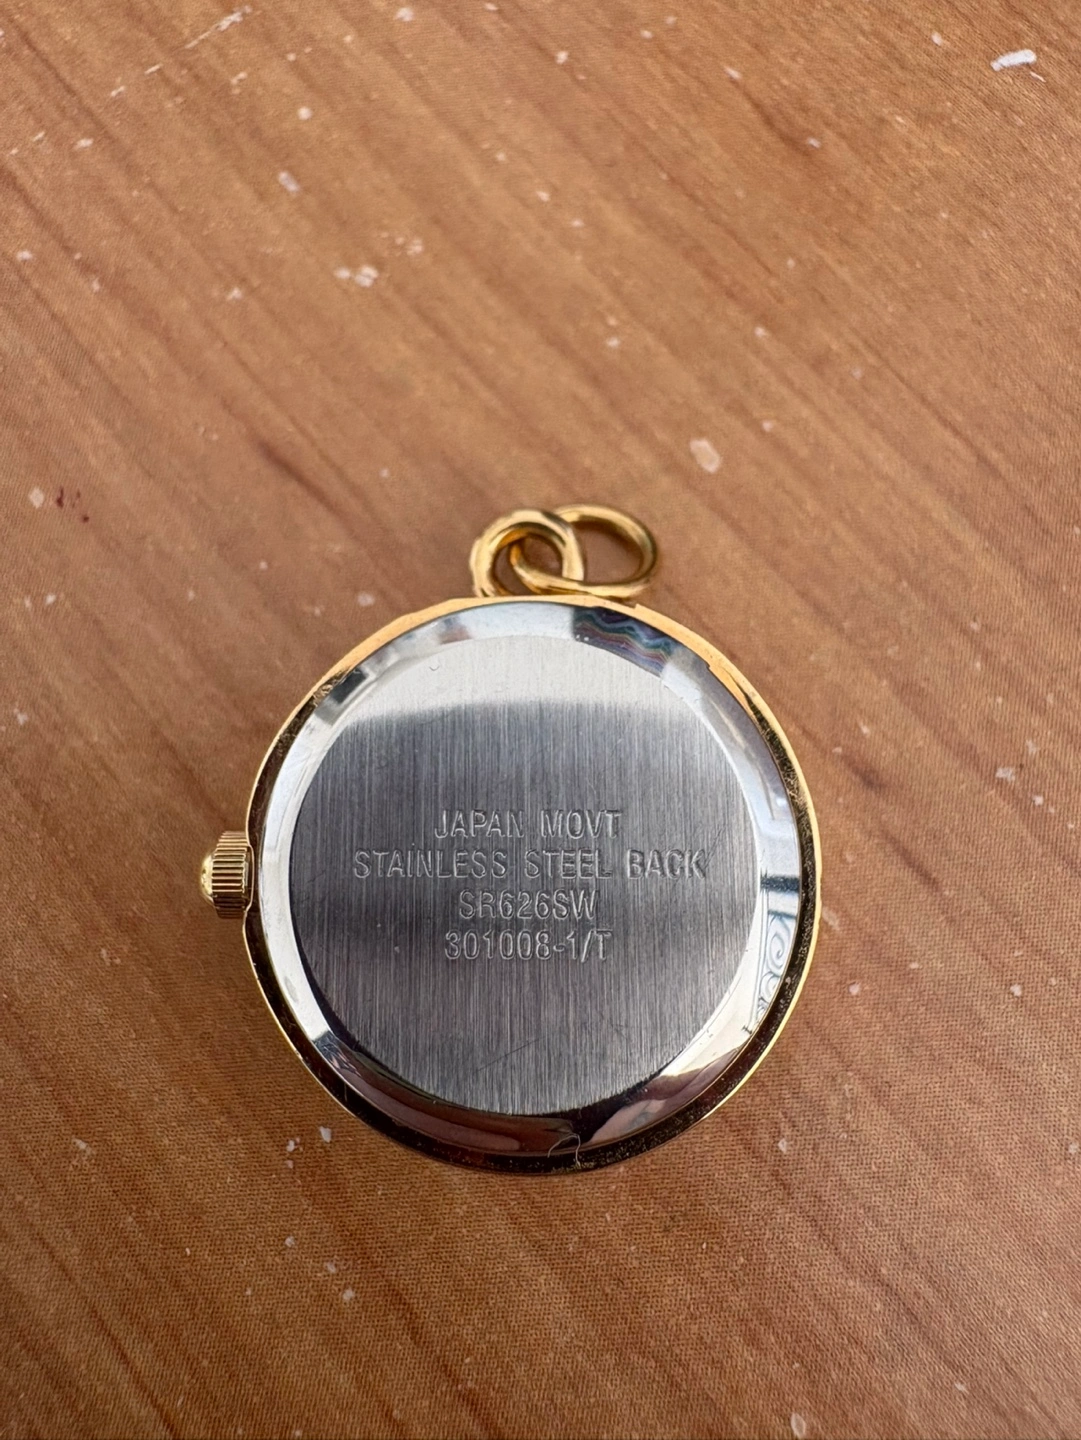 JAPAN MOVT
STAINLESS STEEL BACK
SR626SW
301008-1/T